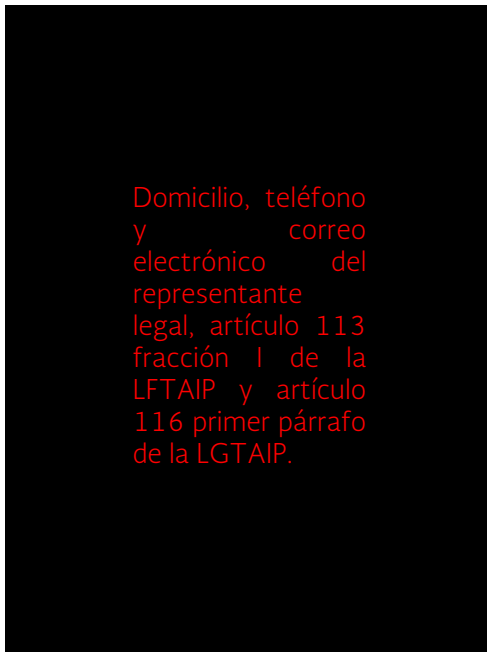 Domicilio, teléfono
y correo
electrónico del
representante
legal, artículo 113
fracción I de la
LFTAIP y artículo
116 primer párrafo
de la LGTAIP.